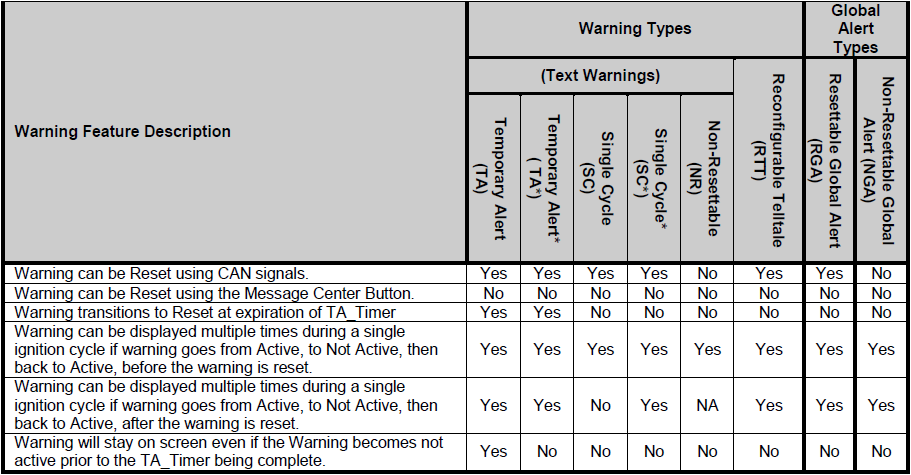 Warning Feature Description
Warning Types
Global
Alert
Types
(Text Warnings)
Temporary Alert
(TA)
Temporary Alert*
( TA*)
Single Cycle
(SC)
Single Cycle*
(SC*)
Non-Resettable
(NR)
Reconfigurable Telltale
(RTT)
Resettable Global Alert
(RGA)
Non-Resettable Global
Alert (NGA)
Warning can be Reset using CAN signals. Yes Yes Yes Yes No Yes Yes No
Warning can be Reset using the Message Center Button. No No No No No No No No
Warning transitions to Reset at expiration of TA_Timer Yes Yes No No No No No No
Warning can be displayed multiple times during a single
ignition cycle if warning goes from Active, to Not Active, then Yes Yes Yes Yes Yes Yes Yes Yes
back to Active, before the warning is reset.
Warning can be displayed multiple times during a single
ignition cycle if warning goes from Active, to Not Active, then Yes Yes No Yes NA Yes Yes Yes
back to Active, after the warning is reset.
Warning will stay on screen even if the Warning becomes not
active prior to the TA_Timer being complete. Yes No No No No No No No